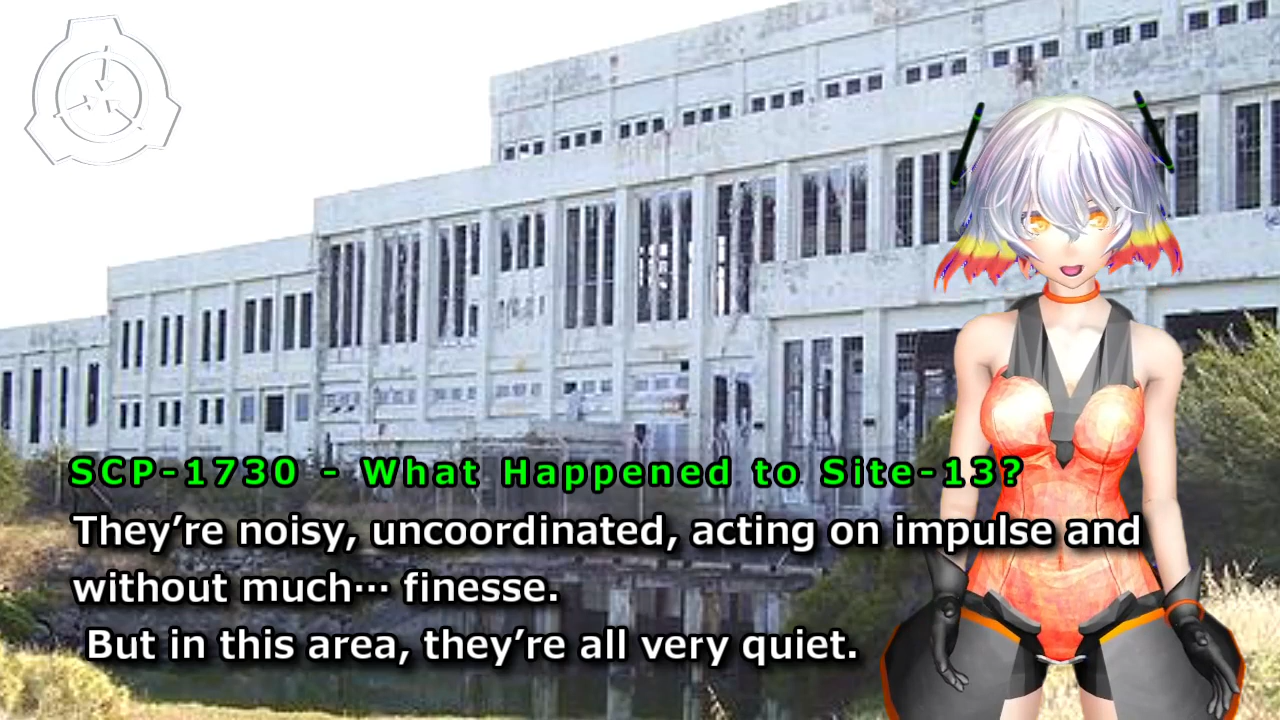 SCP-1730 - What Happened to Site-13?
They’re noisy, uncoordinated, acting on impulse and
without much… finesse.
But in this area, they’re all very quiet.